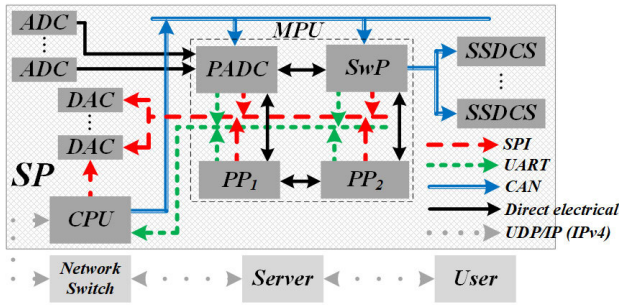 ADC
ADC
MPU
PADC
SwP
SSDCS
SSDCS
DAC
DAC
PP1
PP2
SP
CPU
SPI
UART
CAN
Direct electrical
UDP/IP (IPv4)
Network
Switch
Server
User